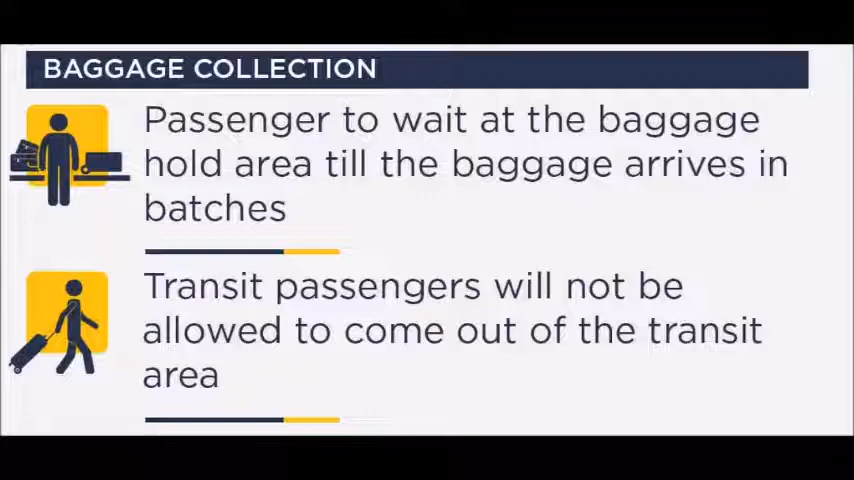 BAGGAGE COLLECTION
Passenger to wait at the baggage
hold area till the baggage arrives in
batches
Transit passengers will not be
allowed to come out of the transit
area